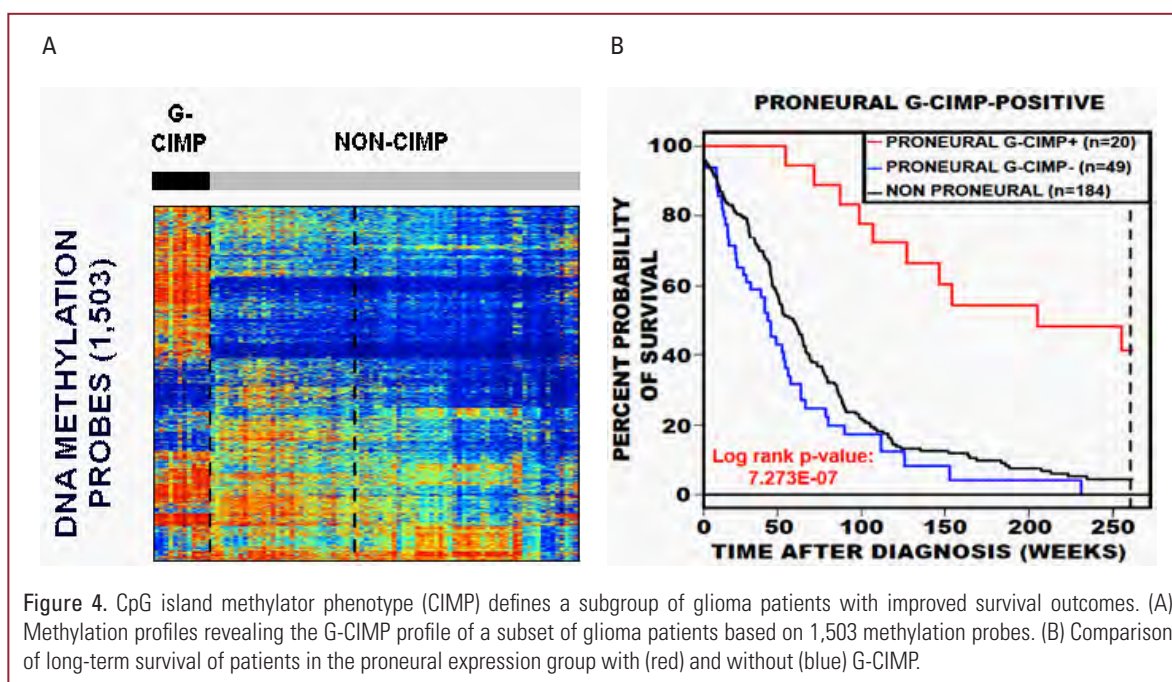 A
G-
CIMP
NON-CIMP
DNA METHYLATION
PROBES (1,503)
B
PRONEURAL G-CIMP-POSITIVE
PRONEURAL G-CIMP+ (n=20)
PRONEURAL G-CIMP- (n=49)
NON PRONEURAL (n=184)
PERCENT PROBABILITY
OF SURVIVAL
100
80
60
40
20
0
Log rank p-value:
7.273E-07
0 50 100 150 200 250
TIME AFTER DIAGNOSIS (WEEKS)
Figure 4. CpG island methylator phenotype (CIMP) defines a subgroup of glioma patients with improved survival outcomes. (A)
Methylation profiles revealing the G-CIMP profile of a subset of glioma patients based on 1,503 methylation probes. (B) Comparison
of long-term survival of patients in the proneural expression group with (red) and without (blue) G-CIMP.